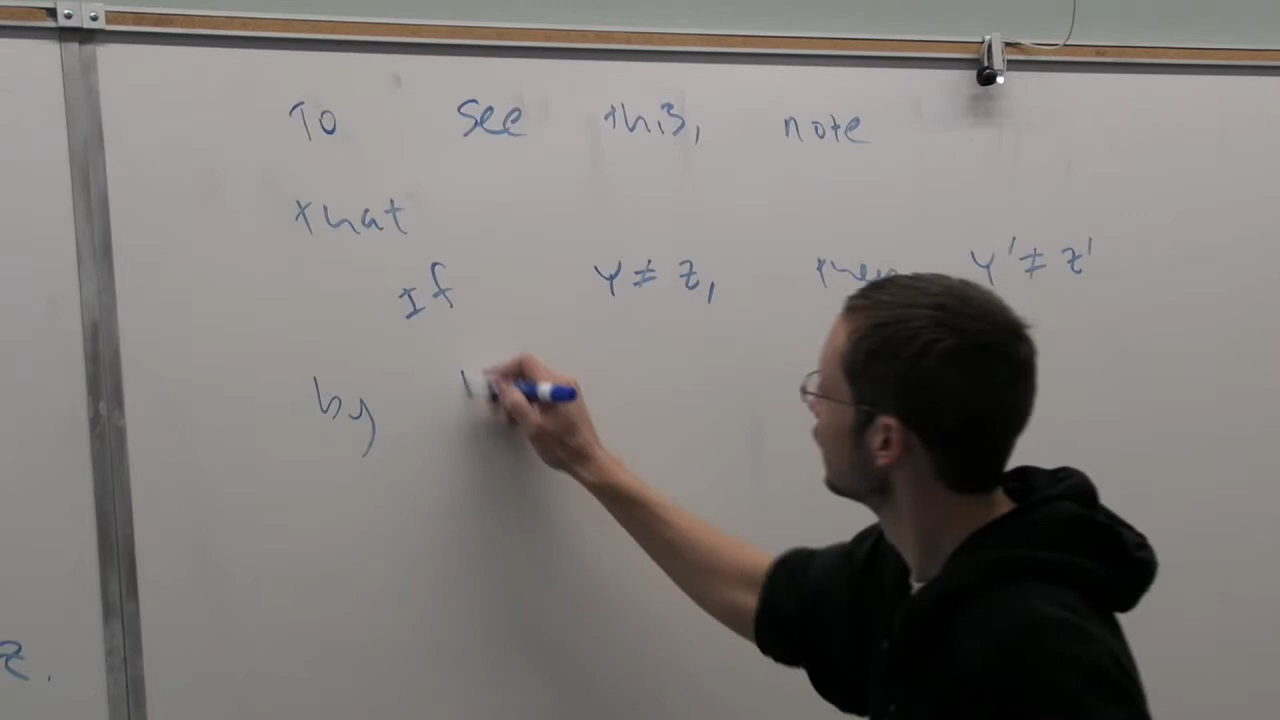 To see this, note
that
If Y ≠ Z, then Y' ≠ Z'
by
Z.